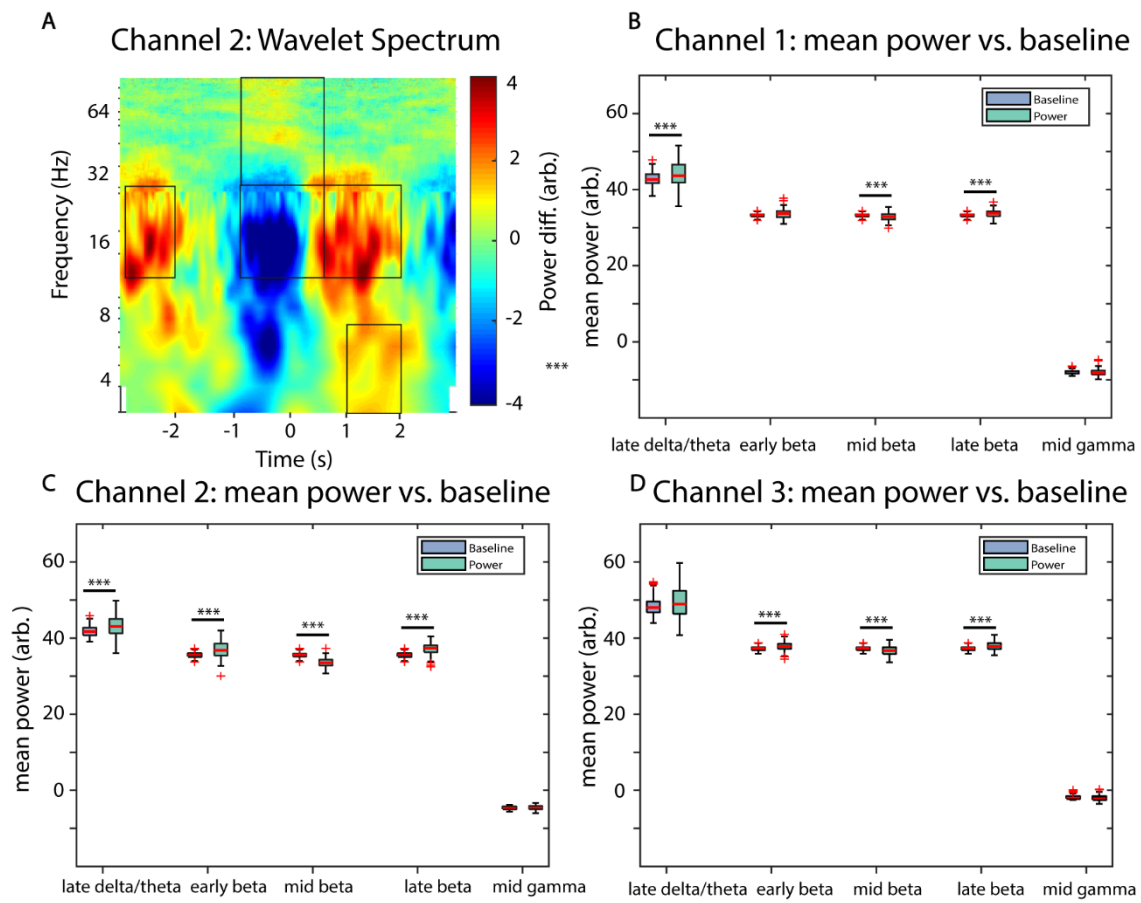 A
Channel 2: Wavelet Spectrum
Frequency (Hz)
64
32
16
8
4
-2
-1
0
1
2
Time (s)
4
2
0
-2
-4
Power diff. (arb.)
***
B
Channel 1: mean power vs. baseline
mean power (arb.)
60
40
20
0
Baseline
Power
***
***
***
late delta/theta
early beta
mid beta
late beta
mid gamma
C
Channel 2: mean power vs. baseline
mean power (arb.)
60
40
20
0
Baseline
Power
***
***
***
***
late delta/theta
early beta
mid beta
late beta
mid gamma
D
Channel 3: mean power vs. baseline
mean power (arb.)
60
40
20
0
Baseline
Power
***
***
***
late delta/theta
early beta
mid beta
late beta
mid gamma